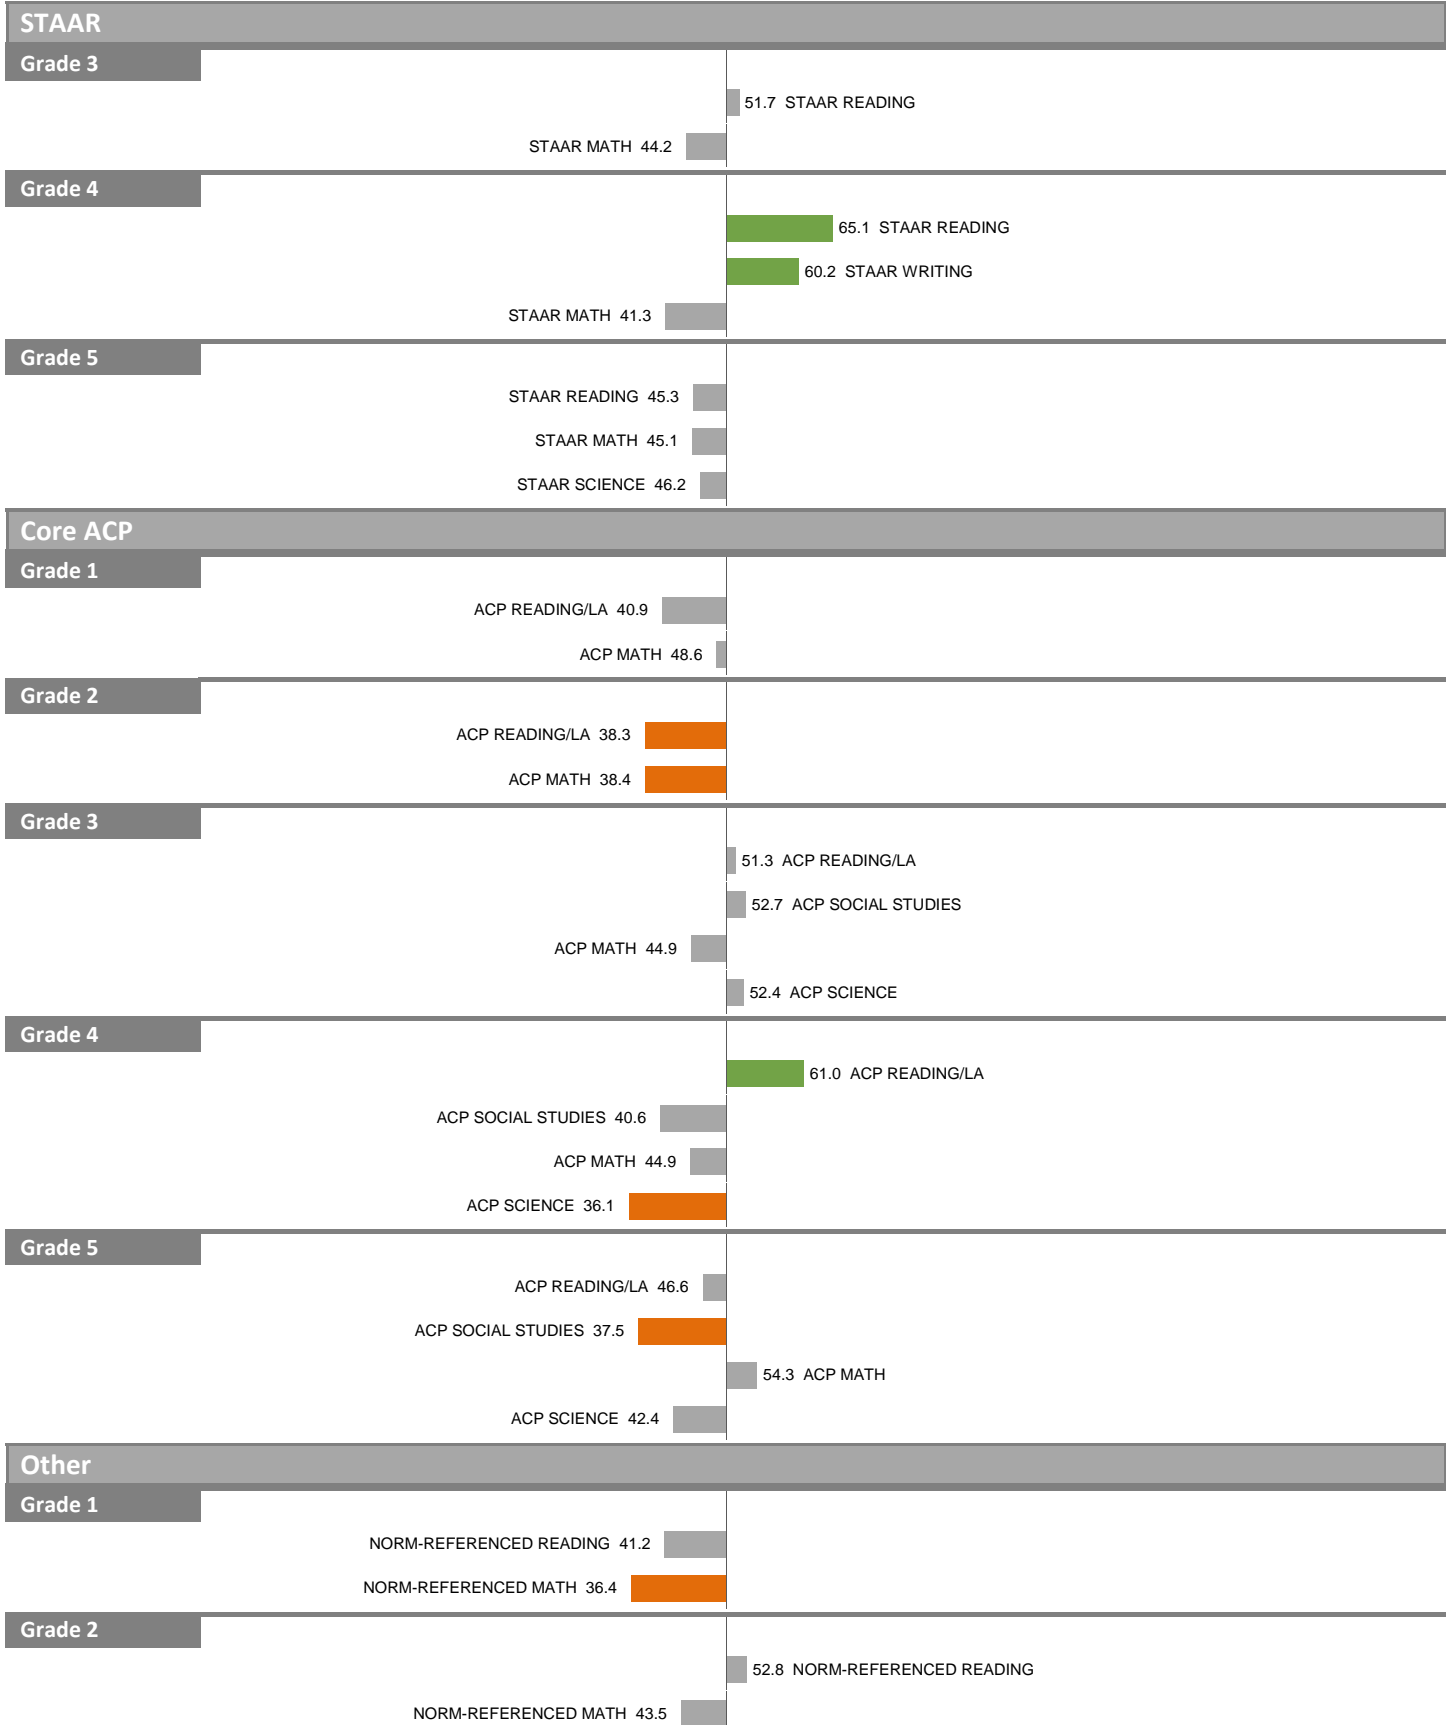 STAAR
Grade 3
51.7 STAAR READING
STAAR MATH 44.2
Grade 4
65.1 STAAR READING
60.2 STAAR WRITING
STAAR MATH 41.3
Grade 5
STAAR READING 45.3
STAAR MATH 45.1
STAAR SCIENCE 46.2
Core ACP
Grade 1
ACP READING/LA 40.9
ACP MATH 48.6
Grade 2
ACP READING/LA 38.3
ACP MATH 38.4
Grade 3
51.3 ACP READING/LA
52.7 ACP SOCIAL STUDIES
ACP MATH 44.9
52.4 ACP SCIENCE
Grade 4
61.0 ACP READING/LA
ACP SOCIAL STUDIES 40.6
ACP MATH 44.9
ACP SCIENCE 36.1
Grade 5
ACP READING/LA 46.6
ACP SOCIAL STUDIES 37.5
54.3 ACP MATH
ACP SCIENCE 42.4
Other
Grade 1
NORM-REFERENCED READING 41.2
NORM-REFERENCED MATH 36.4
Grade 2
52.8 NORM-REFERENCED READING
NORM-REFERENCED MATH 43.5